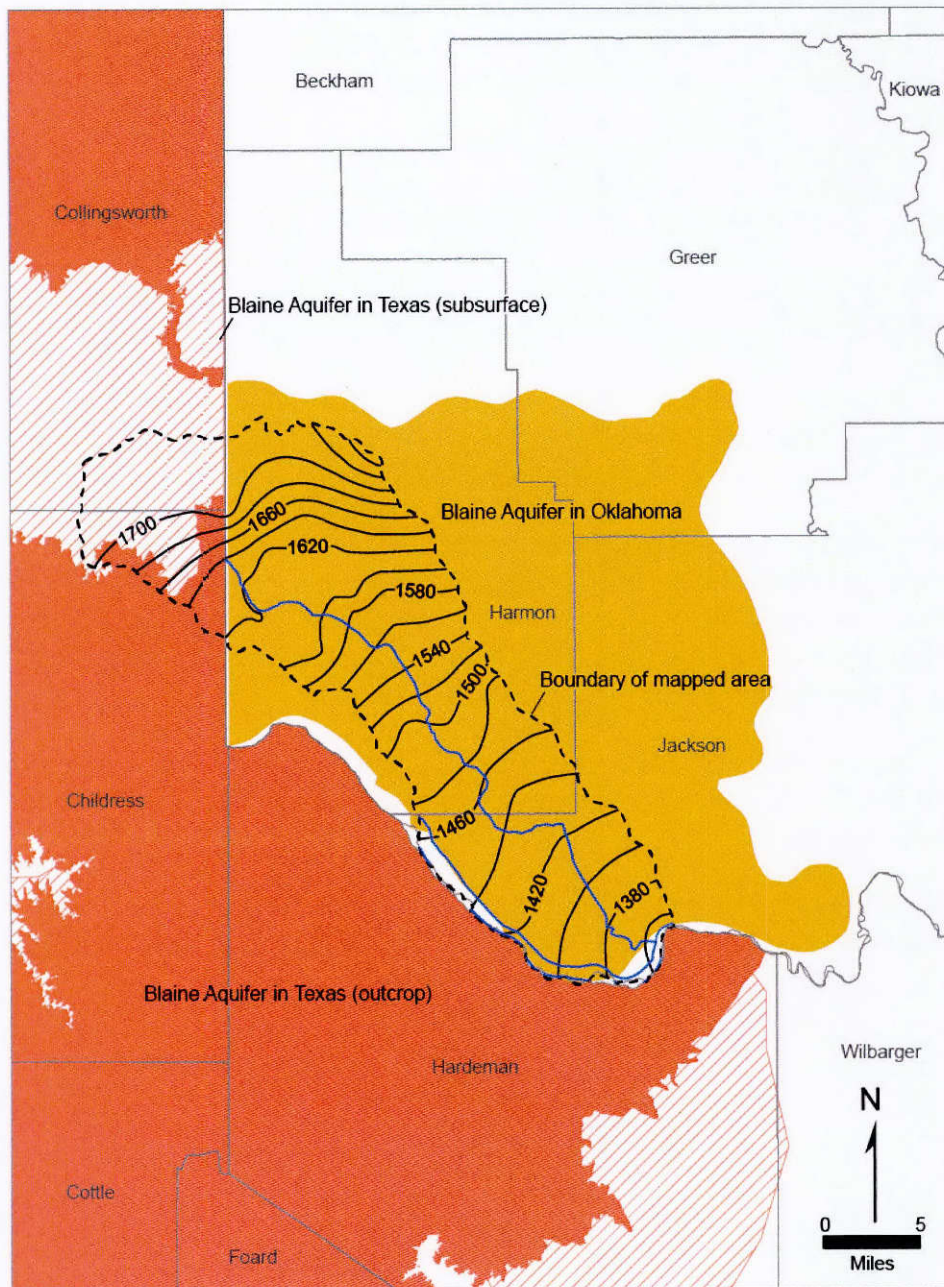 Beckham
Kiowa
Collingsworth
Greer
Blaine Aquifer in Texas (subsurface)
Blaine Aquifer in Oklahoma
1700
1660
1620
1580
Harmon
1540
1500
Boundary of mapped area
Jackson
Childress
1460
1420
1380
Blaine Aquifer in Texas (outcrop)
Hardeman
Wilbarger
N
Cottle
Foard
0 5
Miles